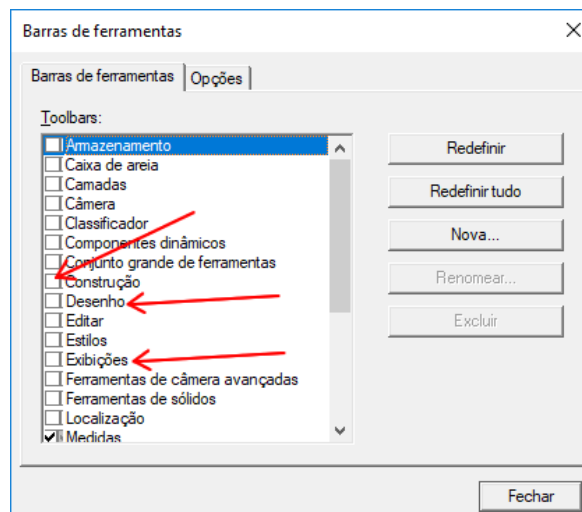 Barras de ferramentas
Barras de ferramentas Opções
Toolbars:
Armazenamento
Caixa de areia
Camadas
Câmera
Classificador
Componentes dinâmicos
Conjunto grande de ferramentas
Construção
Desenho
Editar
Estilos
Exibições
Ferramentas de câmera avançadas
Ferramentas de sólidos
Localização
Medidas
Redefinir
Redefinir tudo
Nova...
Renomear...
Excluir
Fechar